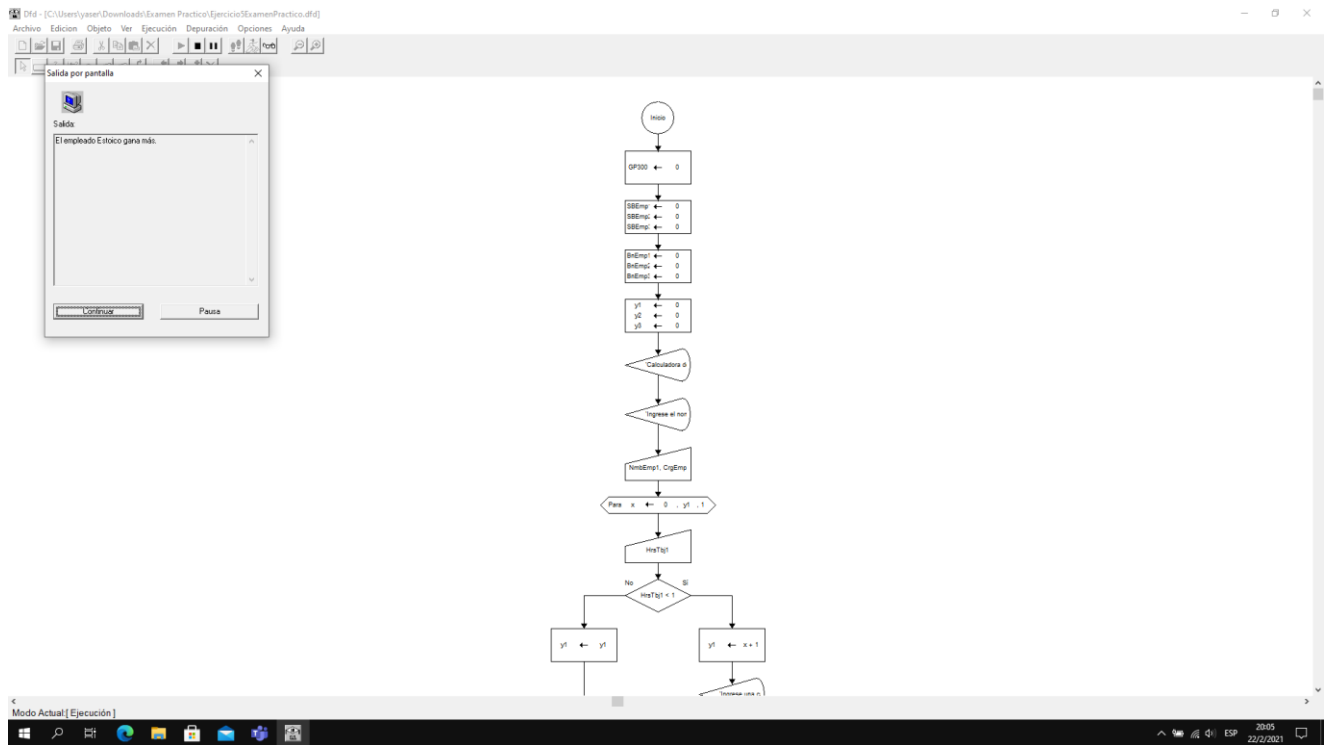 Dfd - [C:\Users\yaser\Downloads\Examen Practico\Ejercicio5ExamenPractico.dfd]
Archivo Edicion Objeto Ver Ejecución Depuración Opciones Ayuda
Salida por pantalla
Salida:
El empleado Estoico gana más.
Continuar
Pausa
Inicio
GP300 ← 0
SBEmp ← 0
SBEmp ← 0
SBEmp ← 0
BnEmp1 ← 0
BnEmp ← 0
BnEmp ← 0
y1 ← 0
y2 ← 0
y3 ← 0
'Calculadora d
'Ingrese el nor
NmbEmp1, CrgEmp
Para x ← 0 , y1 , 1
HrsTbj1
No Sí
HrsTbj1 < 1
y1 ← y1
y1 ← x + 1
'Ingrese una
Modo Actual:[ Ejecución ]
ESP
20:05
22/2/2021